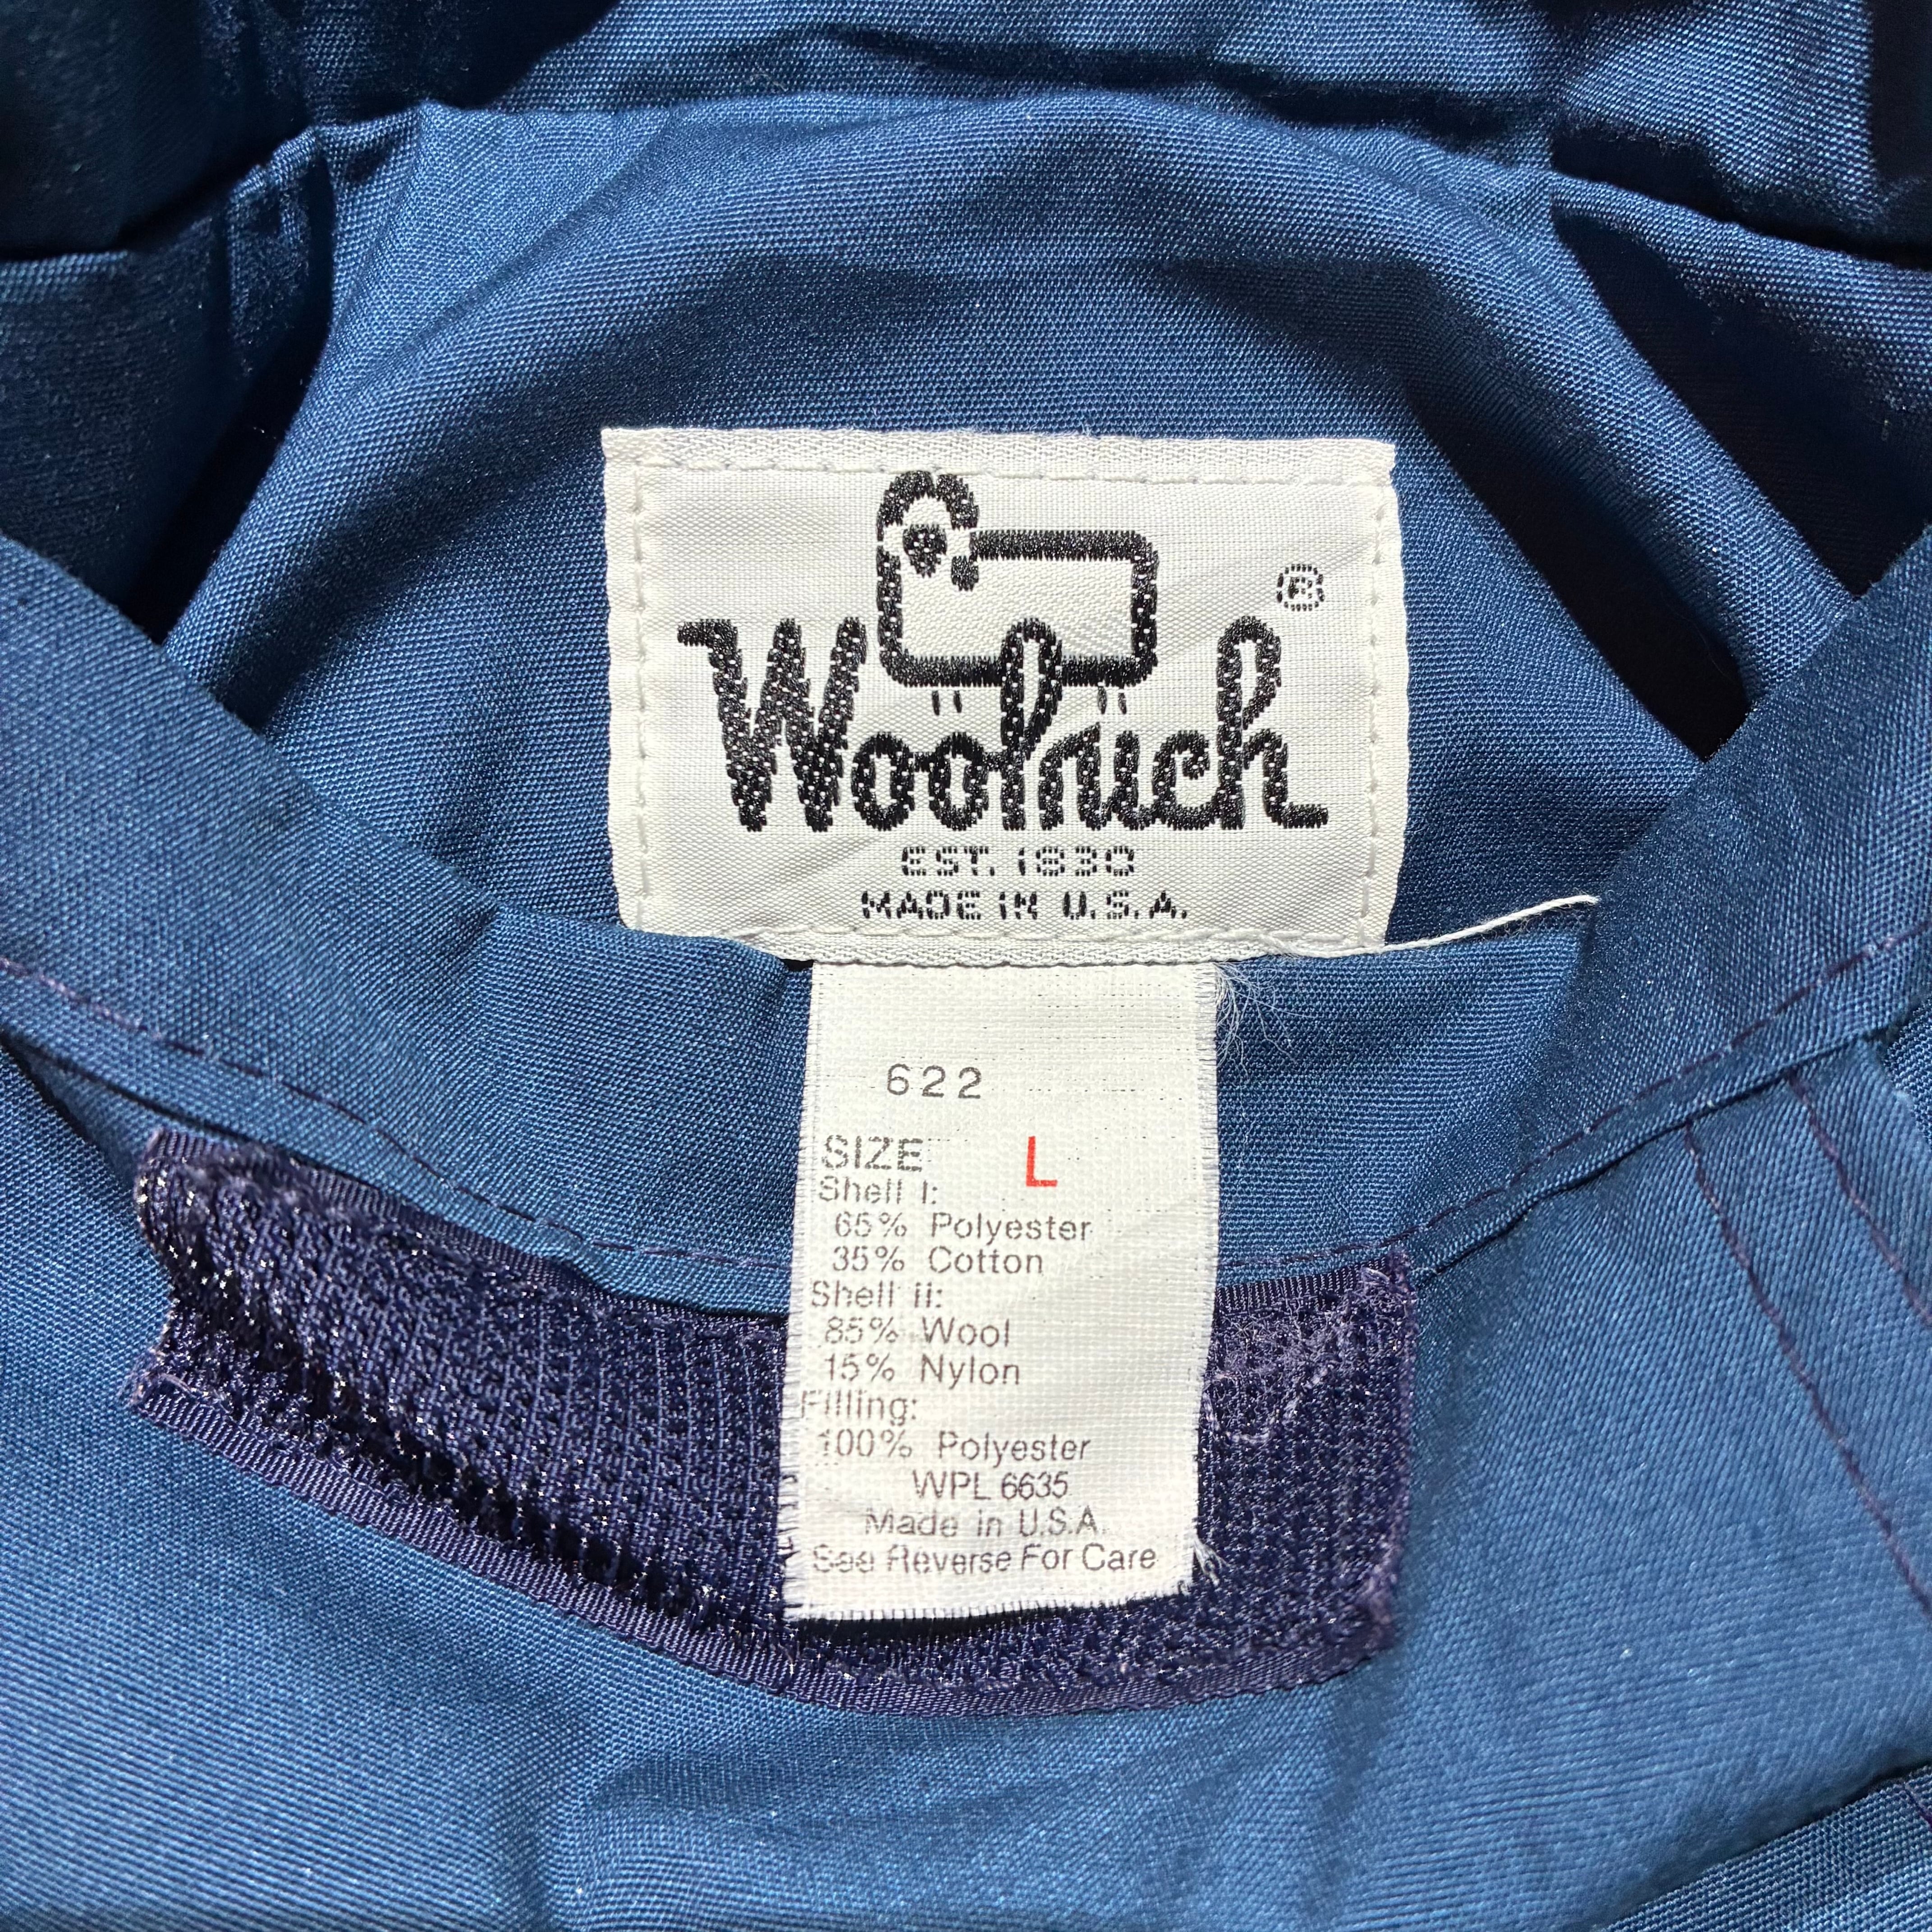 Woolrich ®
EST. 1830
MADE IN U.S.A.
622
SIZE L
Shell I:
65% Polyester
35% Cotton
Shell ii:
85% Wool
15% Nylon
Filling:
100% Polyester
WPL 6635
Made in U.S.A.
See Reverse For Care